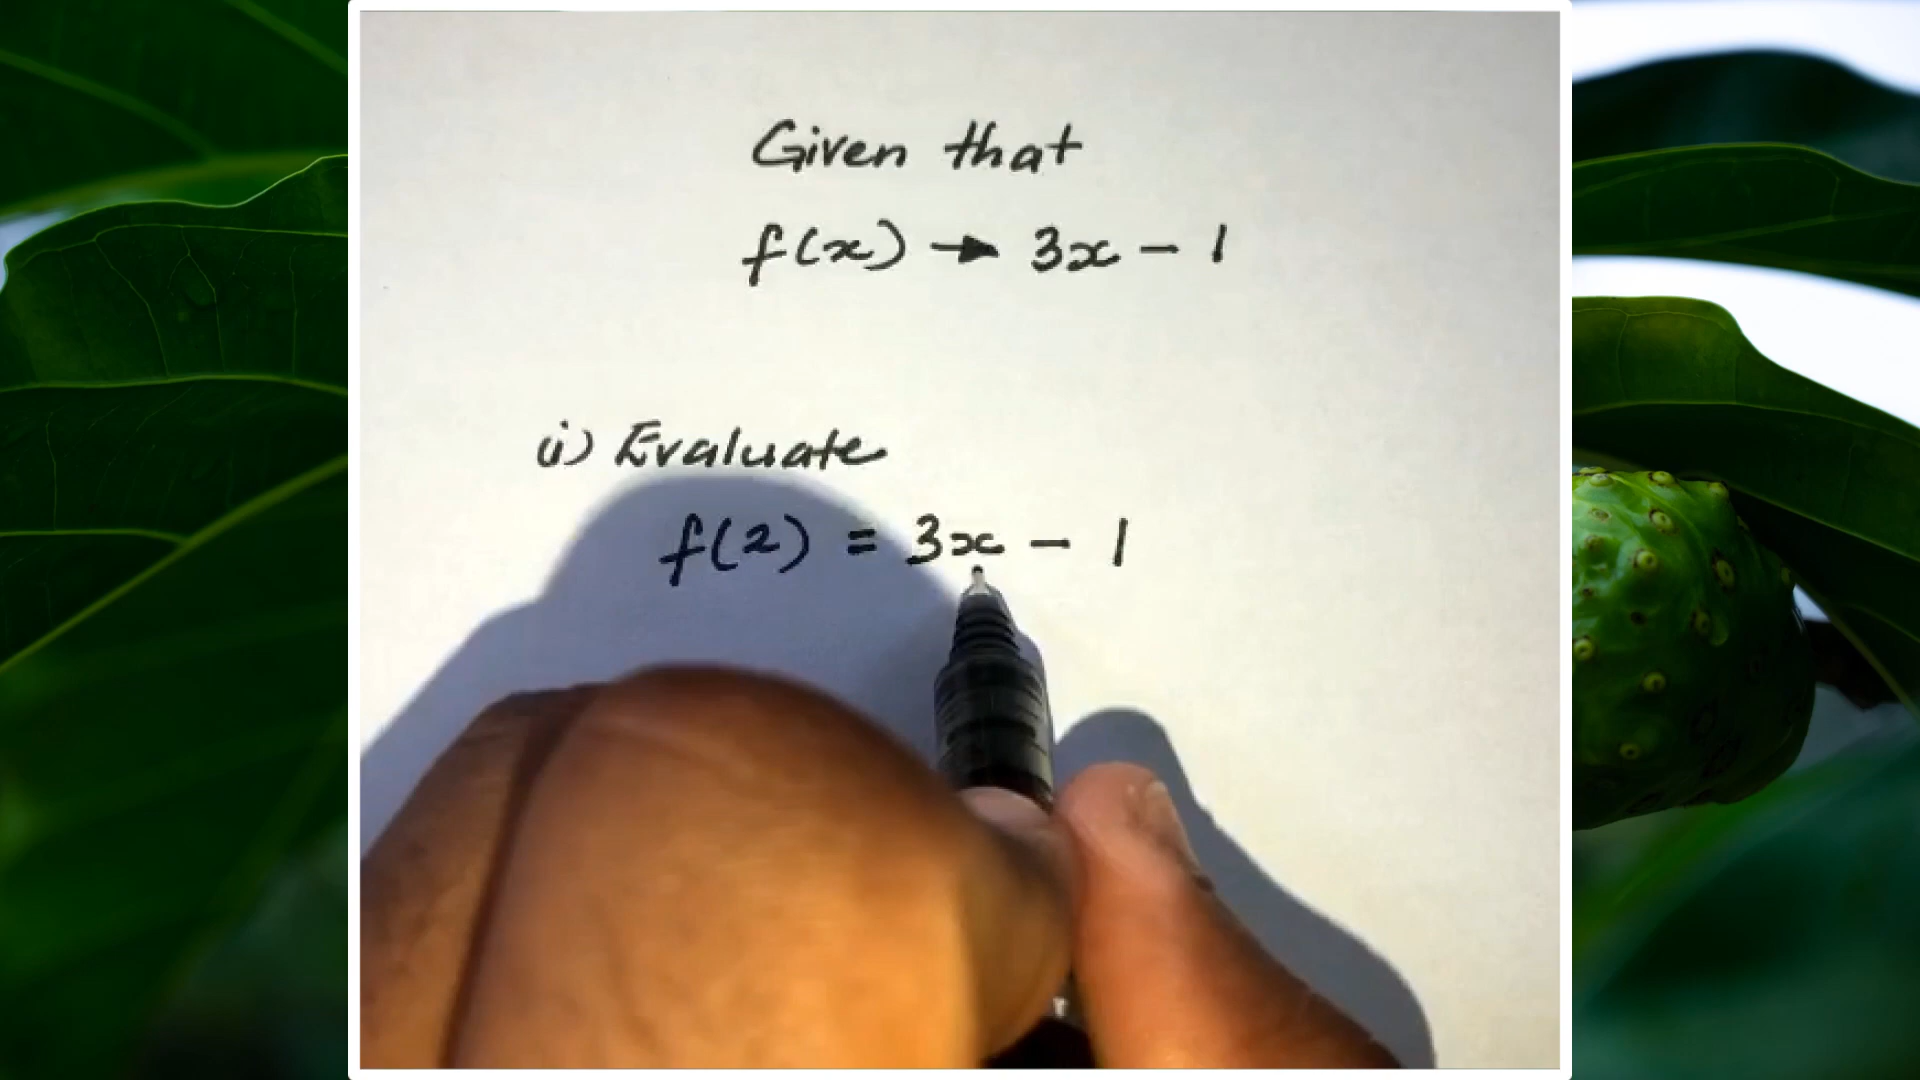 Given that
f(x) → 3x - 1
(i) Evaluate
f(2) = 3x - 1